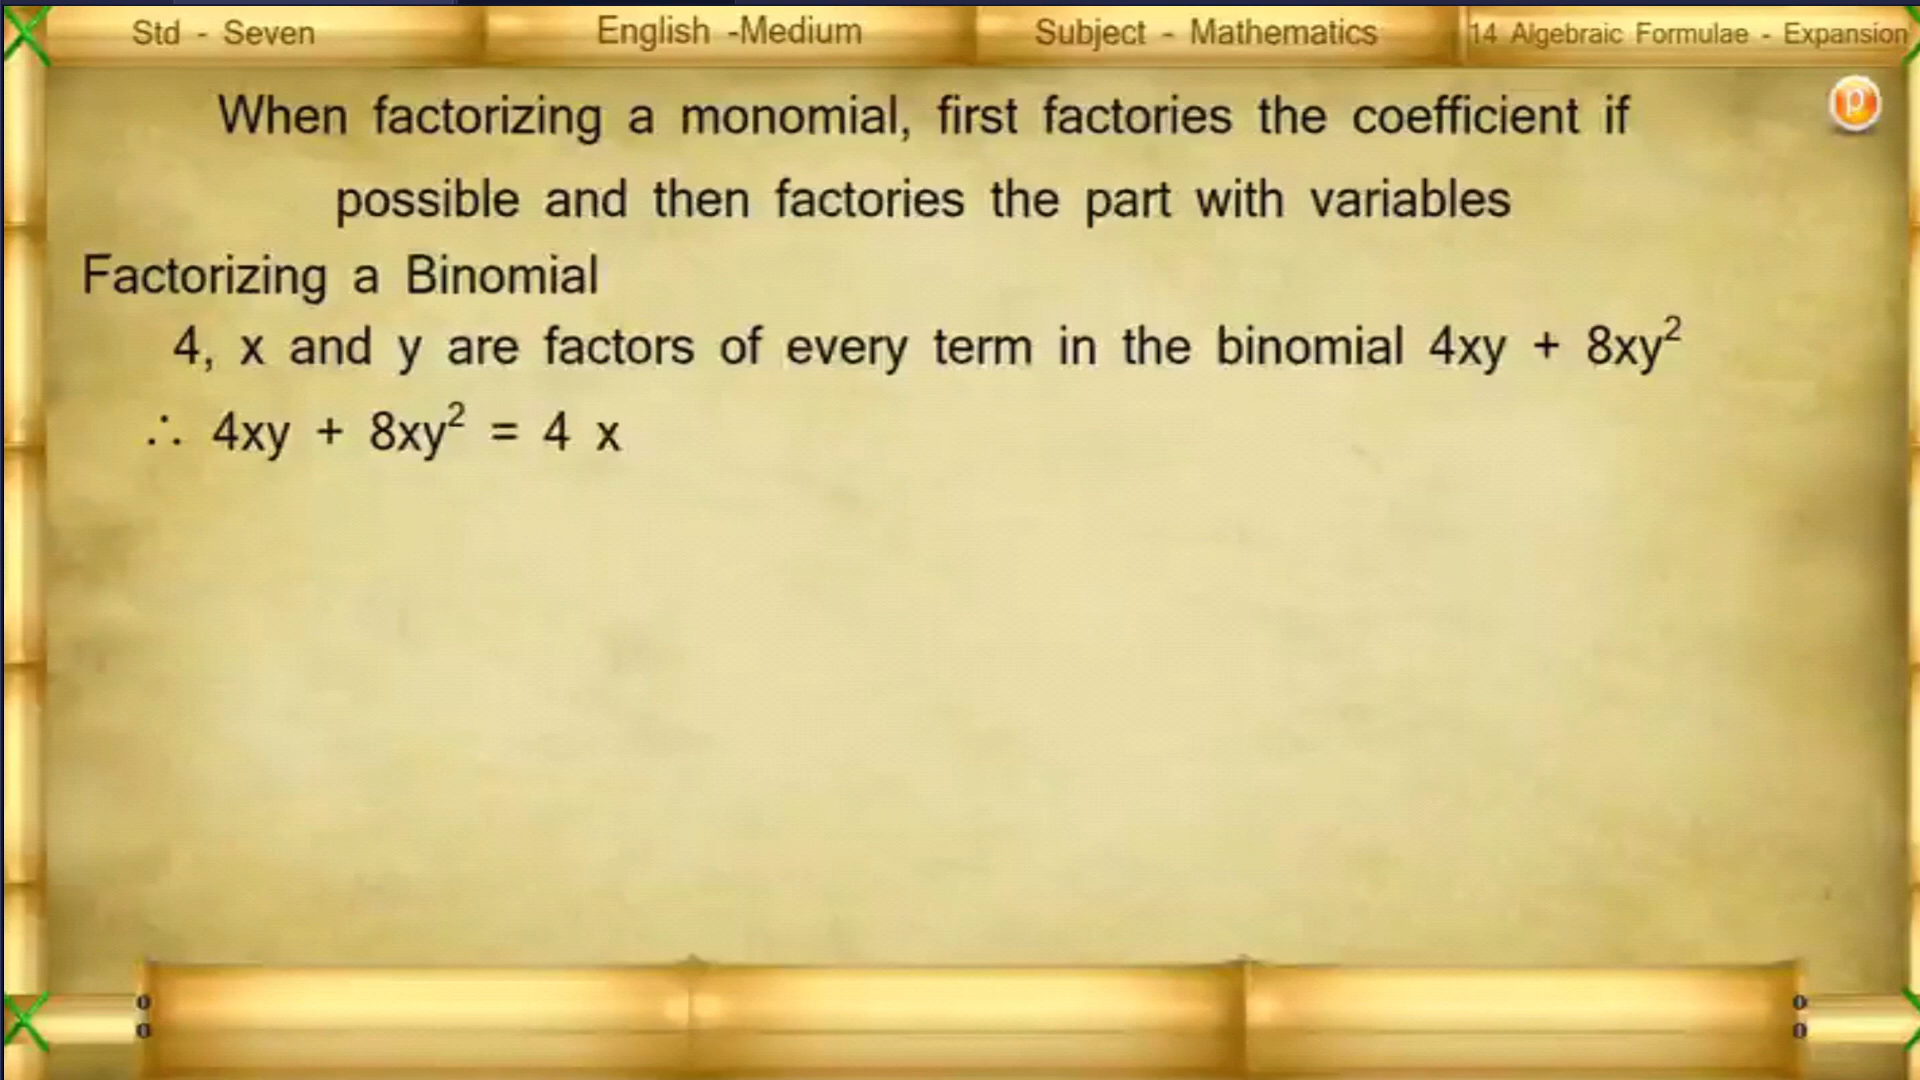 Std - Seven English -Medium Subject - Mathematics 14 Algebraic Formulae - Expansion
p
When factorizing a monomial, first factories the coefficient if
possible and then factories the part with variables
Factorizing a Binomial
4, x and y are factors of every term in the binomial 4xy + 8xy²
∴ 4xy + 8xy² = 4 x